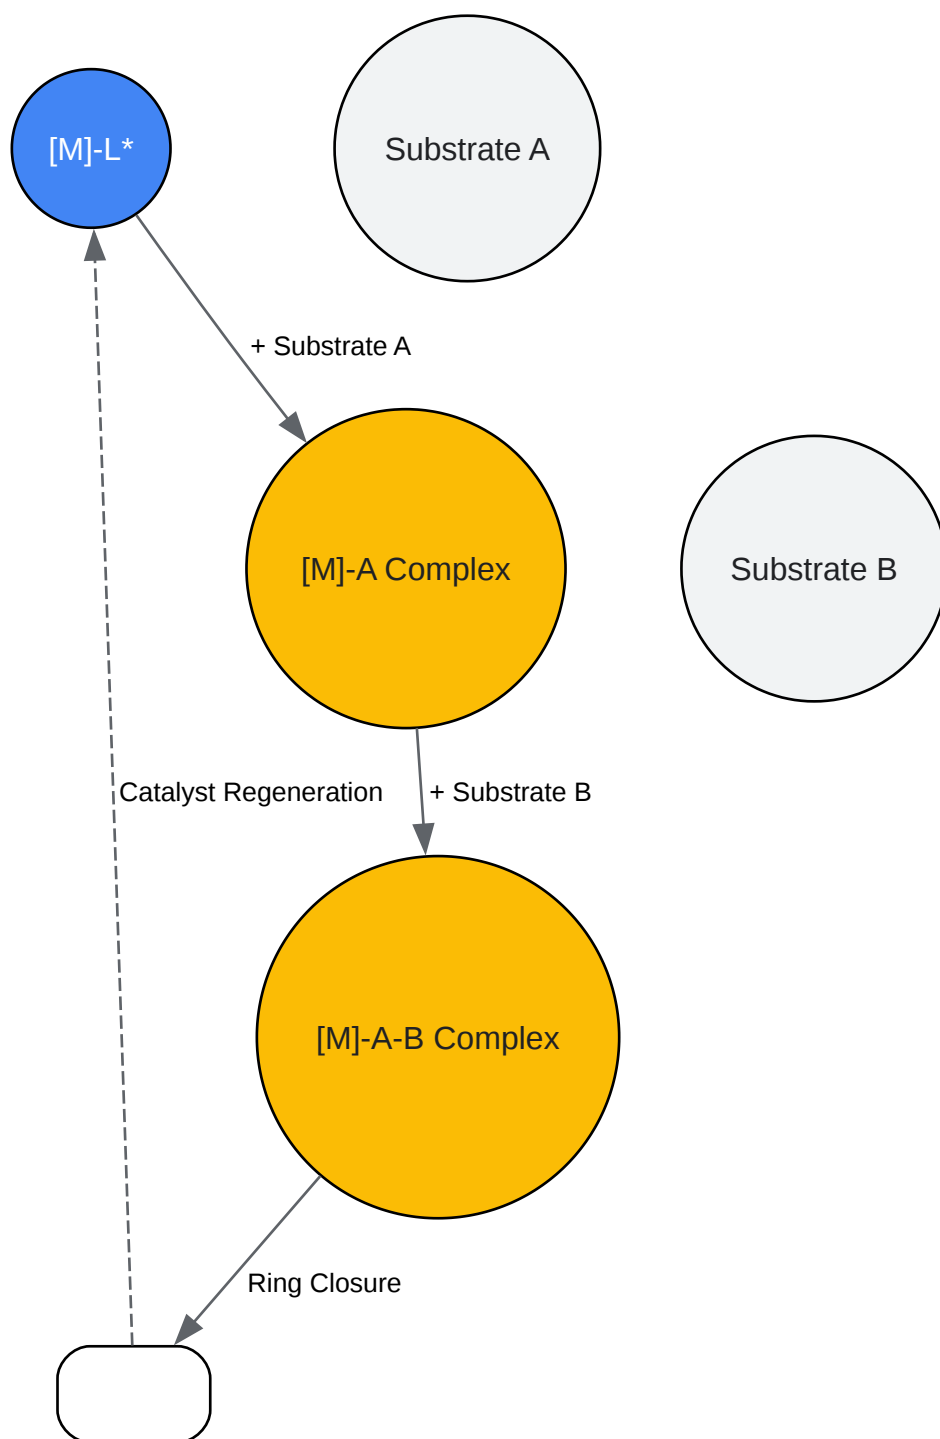 [M]-L*
Substrate A
+ Substrate A
[M]-A Complex
Substrate B
Catalyst Regeneration
+ Substrate B
[M]-A-B Complex
Ring Closure